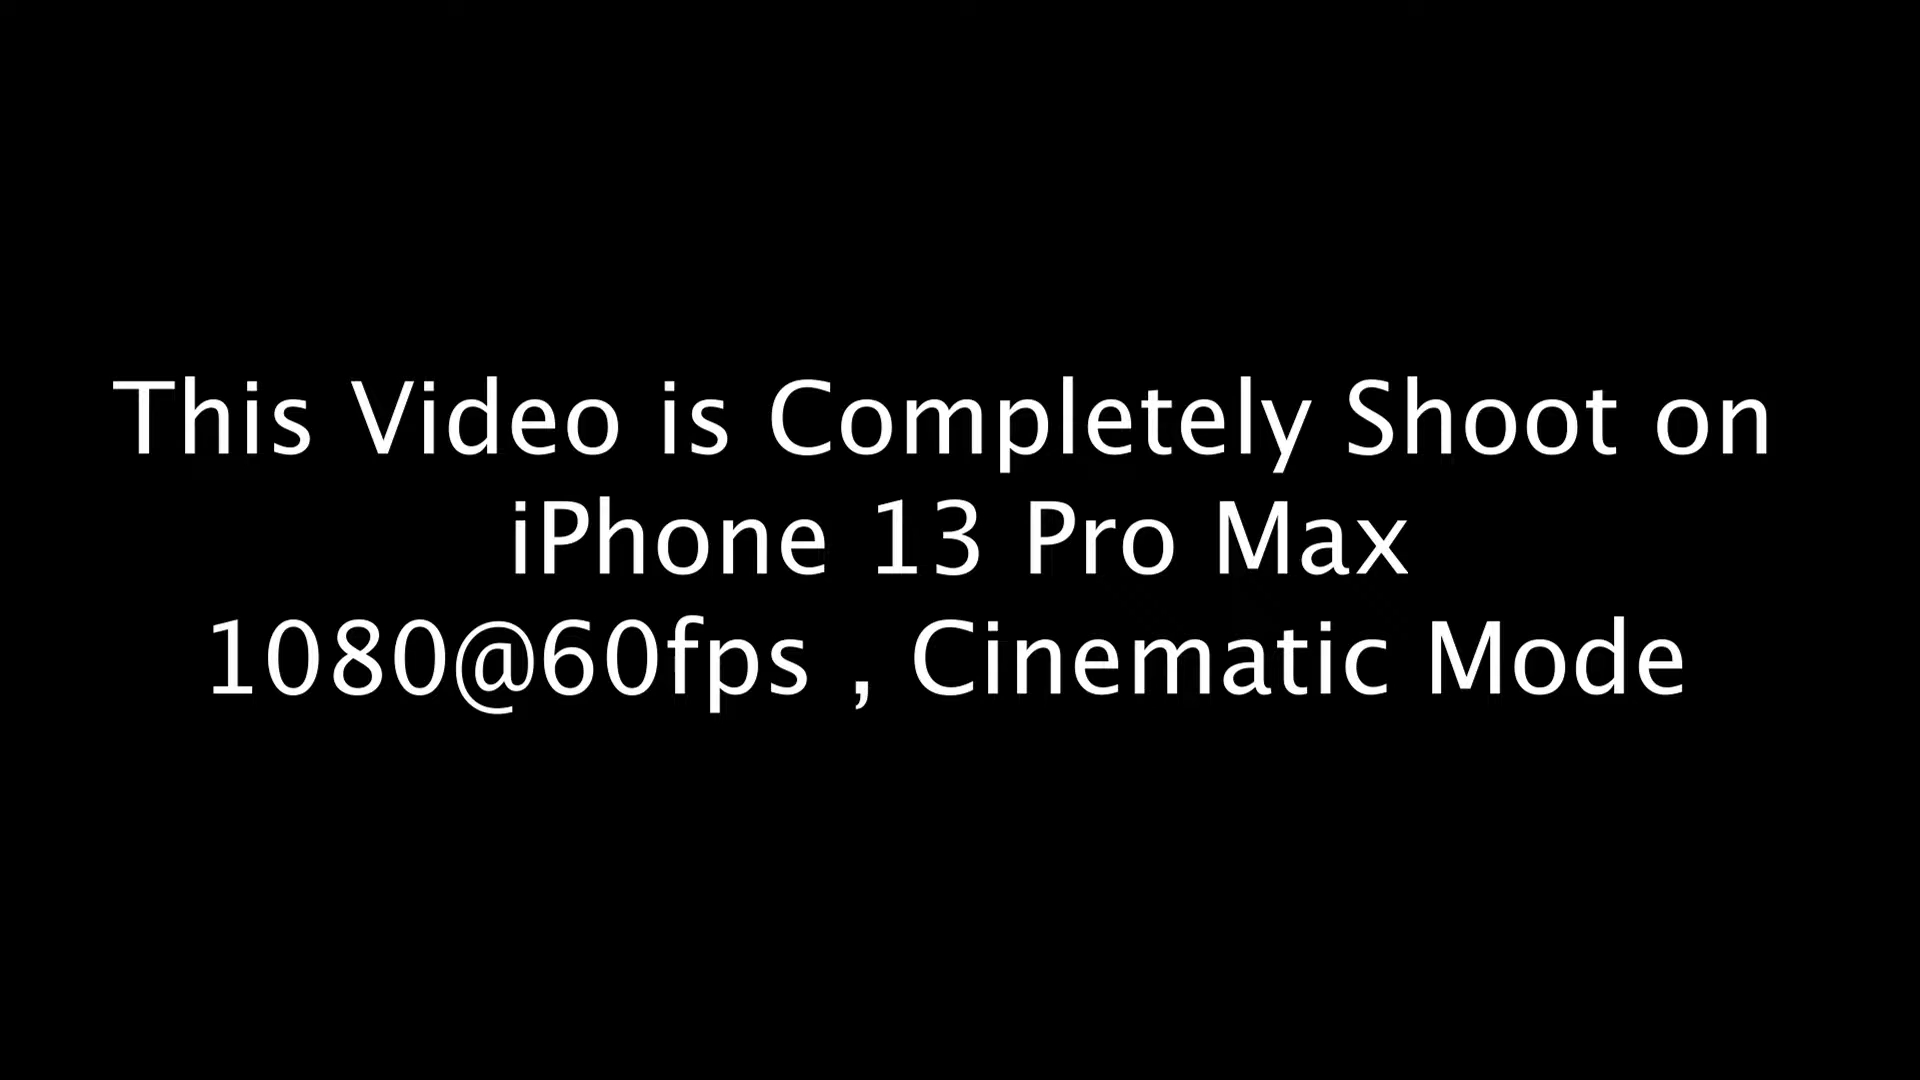 This Video is Completely Shoot on
iPhone 13 Pro Max
1080@60fps , Cinematic Mode